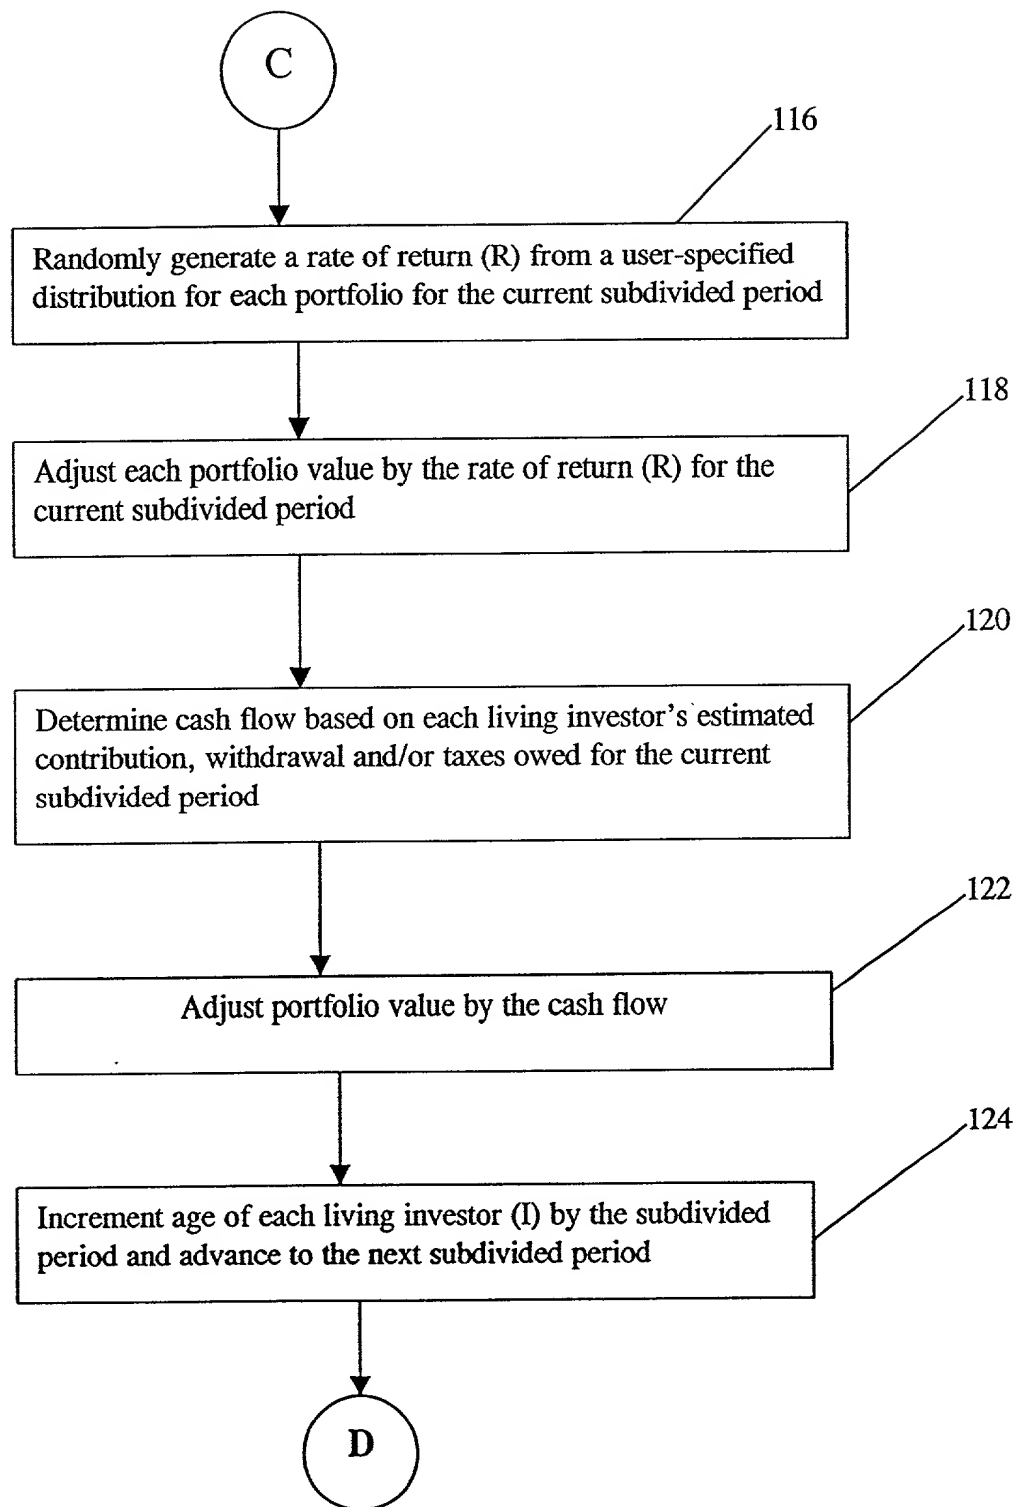 C
116
Randomly generate a rate of return (R) from a user-specified
distribution for each portfolio for the current subdivided period
118
Adjust each portfolio value by the rate of return (R) for the
current subdivided period
120
Determine cash flow based on each living investor's estimated
contribution, withdrawal and/or taxes owed for the current
subdivided period
122
Adjust portfolio value by the cash flow
124
Increment age of each living investor (I) by the subdivided
period and advance to the next subdivided period
D